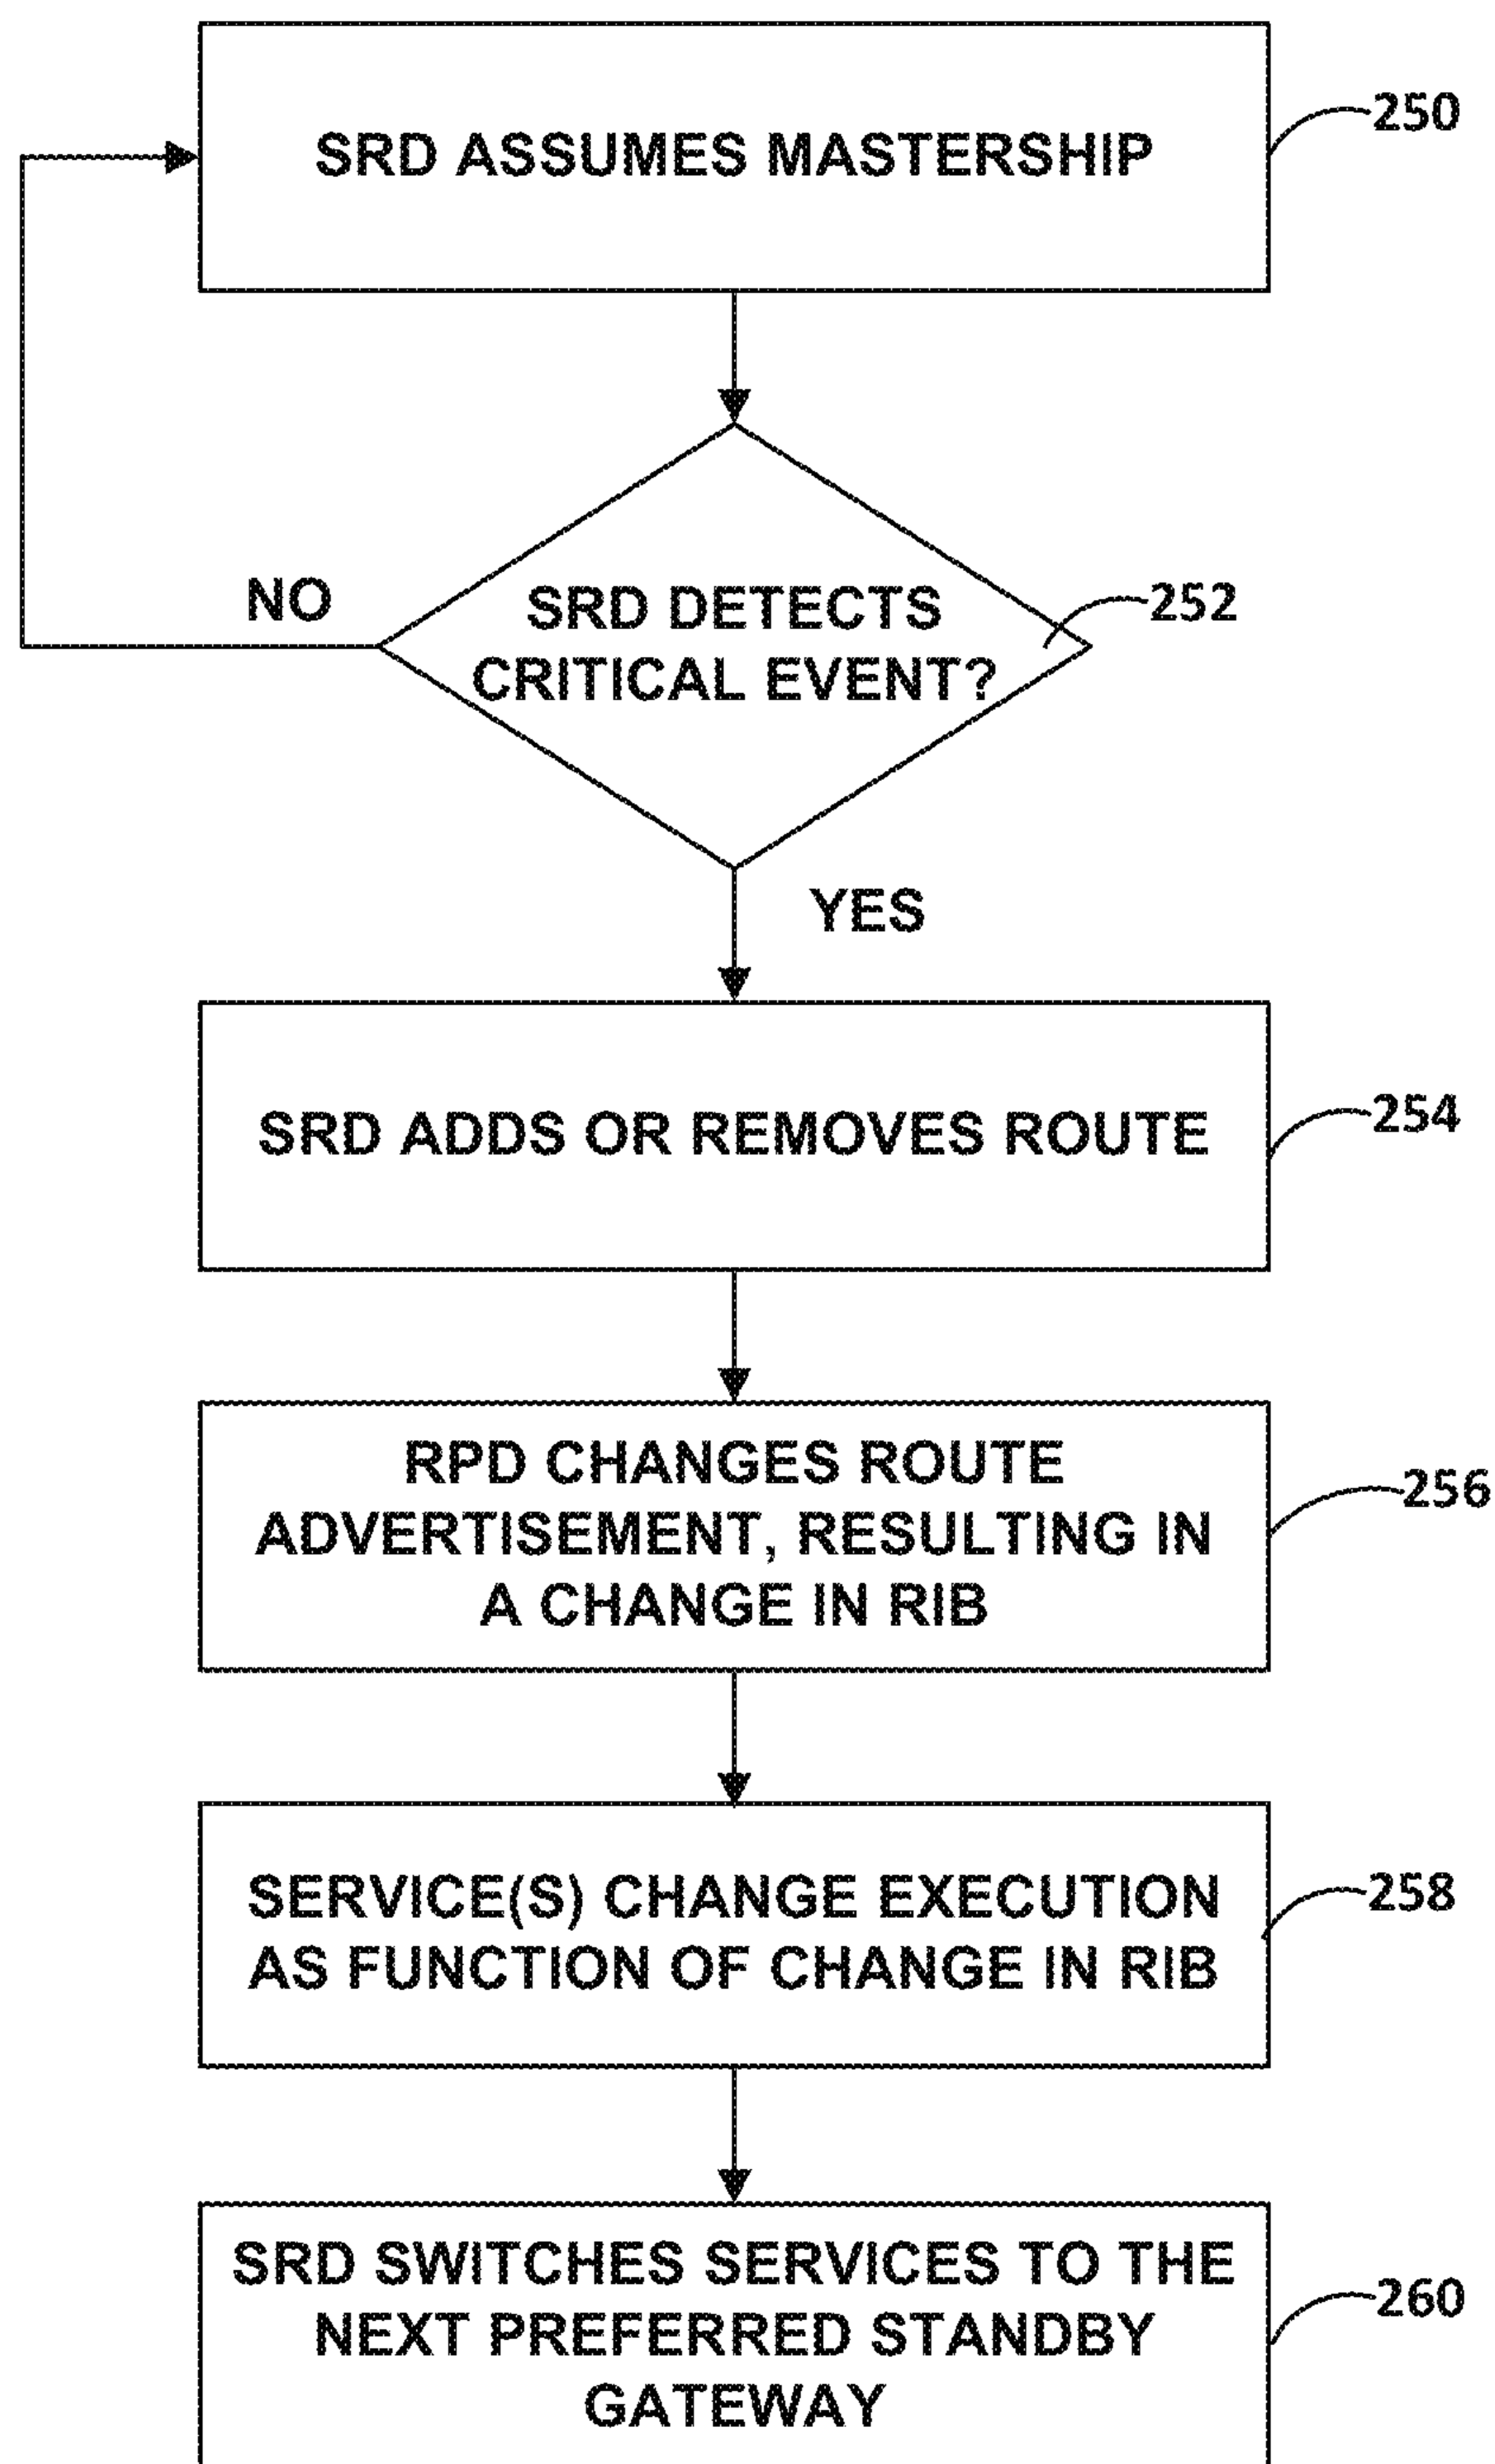 SRD ASSUMES MASTERSHIP
250
NO
SRD DETECTS
CRITICAL EVENT?
252
YES
SRD ADDS OR REMOVES ROUTE
254
RPD CHANGES ROUTE
ADVERTISEMENT, RESULTING IN
A CHANGE IN RIB
256
SERVICE(S) CHANGE EXECUTION
AS FUNCTION OF CHANGE IN RIB
258
SRD SWITCHES SERVICES TO THE
NEXT PREFERRED STANDBY
GATEWAY
260